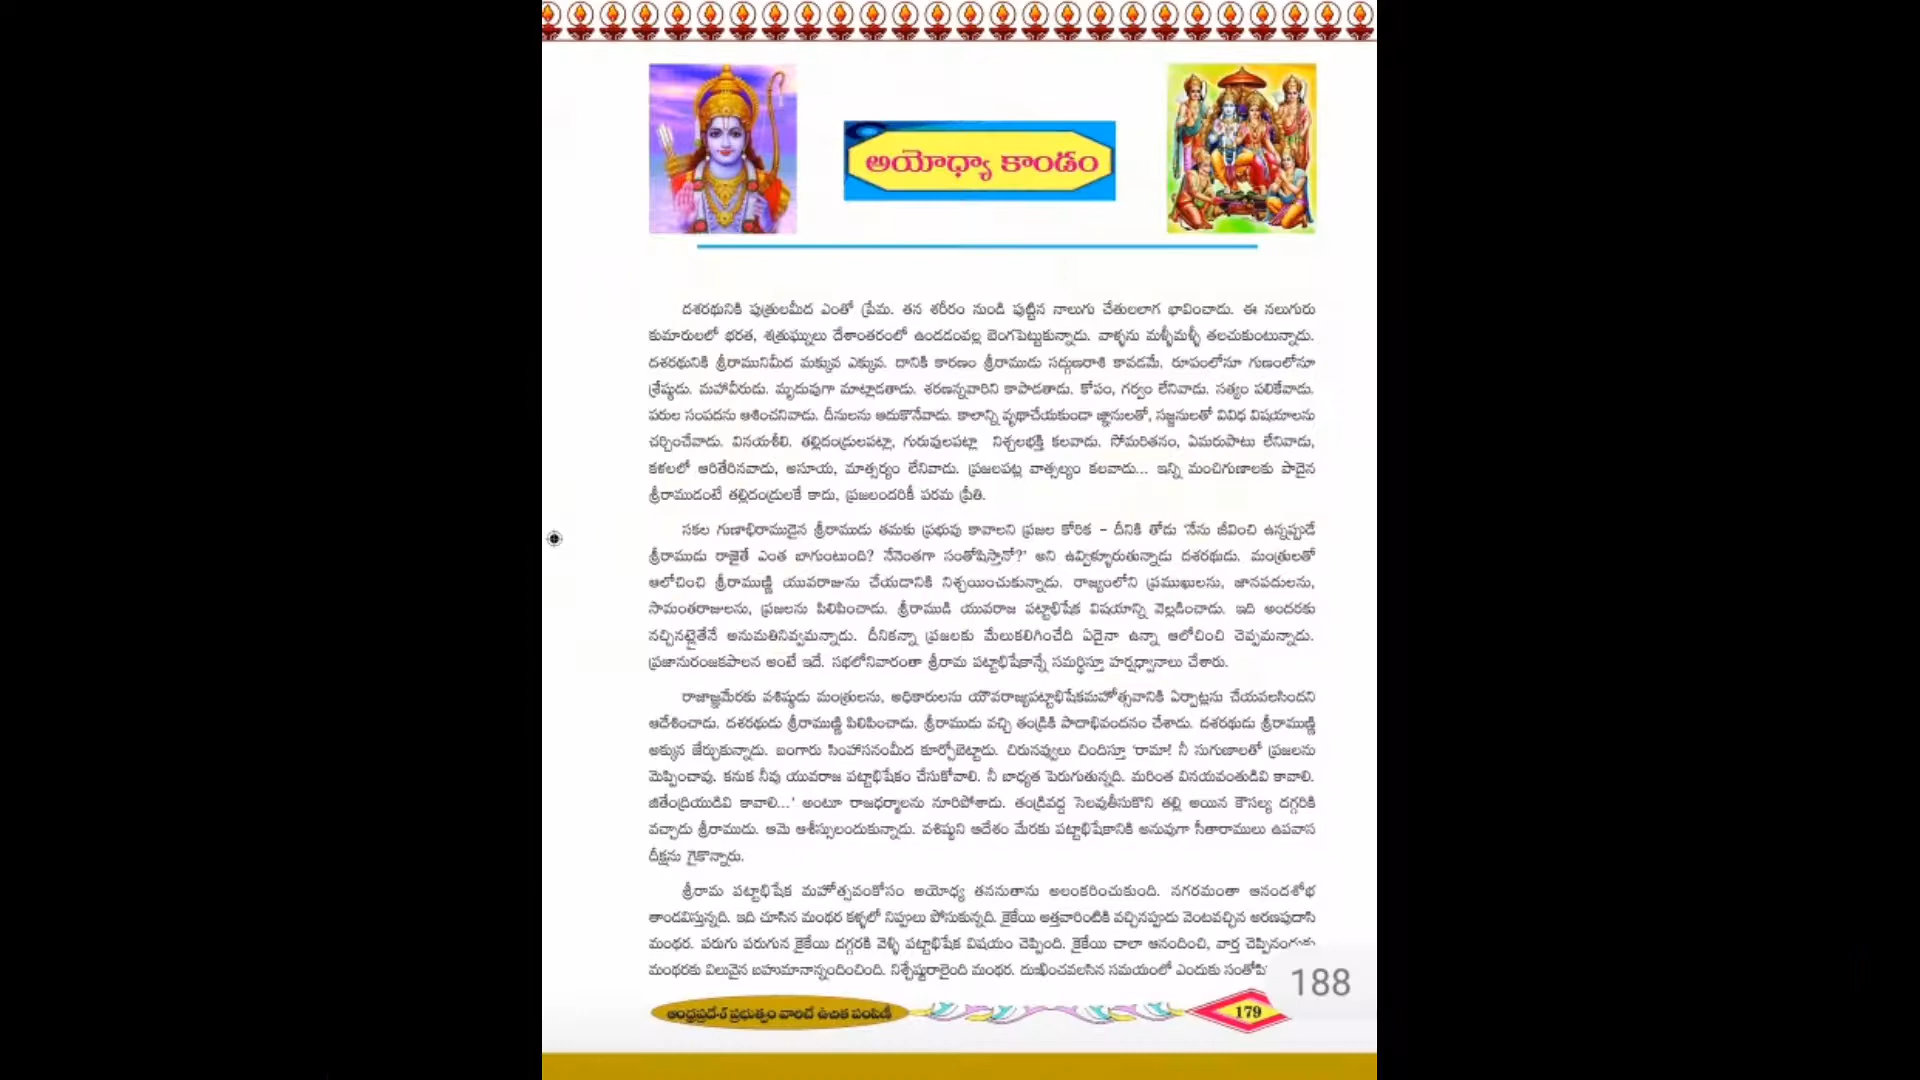 అయోధ్యా కాండం
దశరథునికి పుత్రులమీద ఎంతో ప్రేమ. తన శరీరం నుండి పుట్టిన నాలుగు చేతులలాగ భావించాడు. ఈ నలుగురు
కుమారులలో భరత, శత్రుఘ్నులు దేశాంతరంలో ఉండడంవల్ల బెంగపెట్టుకున్నాడు. వాళ్ళను మళ్ళీమళ్ళీ తలచుకుంటున్నాడు.
దశరథునికి శ్రీరామునిమీద మక్కువ ఎక్కువ. దానికి కారణం శ్రీరాముడు సద్గుణరాశి కావడమే. రూపంలోనూ గుణంలోనూ
శ్రేష్ఠుడు. మహావీరుడు. మృదువుగా మాట్లాడతాడు. శరణన్నవారిని కాపాడతాడు. కోపం, గర్వం లేనివాడు. సత్యం పలికేవాడు.
పరుల సంపదను ఆశించనివాడు. దీనులను ఆదుకొనేవాడు. కాలాన్ని వృథాచేయకుండా జ్ఞానులతో, సజ్జనులతో వివిధ విషయాలను
చర్చించేవాడు. వినయశీలి. తల్లిదండ్రులపట్లా, గురువులపట్లా నిశ్చలభక్తి కలవాడు. సోమరితనం, ఏమరుపాటు లేనివాడు,
కళలలో ఆరితేరినవాడు, అసూయ, మాత్సర్యం లేనివాడు. ప్రజలపట్ల వాత్సల్యం కలవాడు... ఇన్ని మంచిగుణాలకు పాదైన
శ్రీరాముడంటే తల్లిదండ్రులకే కాదు, ప్రజలందరికీ పరమ ప్రీతి.
సకల గుణాభిరాముడైన శ్రీరాముడు తమకు ప్రభువు కావాలని ప్రజల కోరిక – దీనికి తోడు 'నేను జీవించి ఉన్నప్పుడే
శ్రీరాముడు రాజైతే ఎంత బాగుంటుంది? నేనెంతగా సంతోషిస్తానో?' అని ఉవ్విళ్ళూరుతున్నాడు దశరథుడు. మంత్రులతో
ఆలోచించి శ్రీరాముణ్ణి యువరాజును చేయడానికి నిశ్చయించుకున్నాడు. రాజ్యంలోని ప్రముఖులను, జానపదులను,
సామంతరాజులను, ప్రజలను పిలిపించాడు. శ్రీరాముడి యువరాజ పట్టాభిషేక విషయాన్ని వెల్లడించాడు. ఇది అందరకు
నచ్చినట్లైతేనే అనుమతినివ్వమన్నాడు. దీనికన్నా ప్రజలకు మేలుకలిగించేది ఏదైనా ఉన్నా ఆలోచించి చెప్పమన్నాడు.
ప్రజానురంజకపాలన అంటే ఇదే. సభలోనివారంతా శ్రీరామ పట్టాభిషేకాన్నే సమర్థిస్తూ హర్షధ్వానాలు చేశారు.
రాజాజ్ఞమేరకు వశిష్ఠుడు మంత్రులను, అధికారులను యౌవరాజ్యపట్టాభిషేకమహోత్సవానికి ఏర్పాట్లను చేయవలసిందని
ఆదేశించాడు. దశరథుడు శ్రీరాముణ్ణి పిలిపించాడు. శ్రీరాముడు వచ్చి తండ్రికి పాదాభివందనం చేశాడు. దశరథుడు శ్రీరాముణ్ణి
అక్కున జేర్చుకున్నాడు. బంగారు సింహాసనంమీద కూర్చోబెట్టాడు. చిరునవ్వులు చిందిస్తూ 'రామా! నీ సుగుణాలతో ప్రజలను
మెప్పించావు. కనుక నీవు యువరాజ పట్టాభిషేకం చేసుకోవాలి. నీ బాధ్యత పెరుగుతున్నది. మరింత వినయవంతుడివి కావాలి.
జితేంద్రియుడివి కావాలి...' అంటూ రాజధర్మాలను నూరిపోశాడు. తండ్రివద్ద సెలవుతీసుకొని తల్లి అయిన కౌసల్య దగ్గరికి
వచ్చాడు శ్రీరాముడు. ఆమె ఆశీస్సులందుకున్నాడు. వశిష్ఠుని ఆదేశం మేరకు పట్టాభిషేకానికి అనువుగా సీతారాములు ఉపవాస
దీక్షను గైకొన్నారు.
శ్రీరామ పట్టాభిషేక మహోత్సవంకోసం అయోధ్య తననుతాను అలంకరించుకుంది. నగరమంతా ఆనందశోభ
తాండవిస్తున్నది. ఇది చూసిన మంథర కళ్ళలో నిప్పులు పోసుకున్నది. కైకేయి అత్తవారింటికి వచ్చినప్పుడు వెంటవచ్చిన అరణపుదాసి
మంథర. పరుగు పరుగున కైకేయి దగ్గరకి వెళ్ళి పట్టాభిషేక విషయం చెప్పింది. కైకేయి చాలా ఆనందించి, వార్త చెప్పినందుకు
మంథరకు విలువైన బహుమానాన్నందించింది. నిశ్చేష్టురాలైంది మంథర. దుఃఖించవలసిన సమయంలో ఎందుకు
188
ఆంధ్రప్రదేశ్ ప్రభుత్వం వారిచే ఉచిత పంపిణీ
179